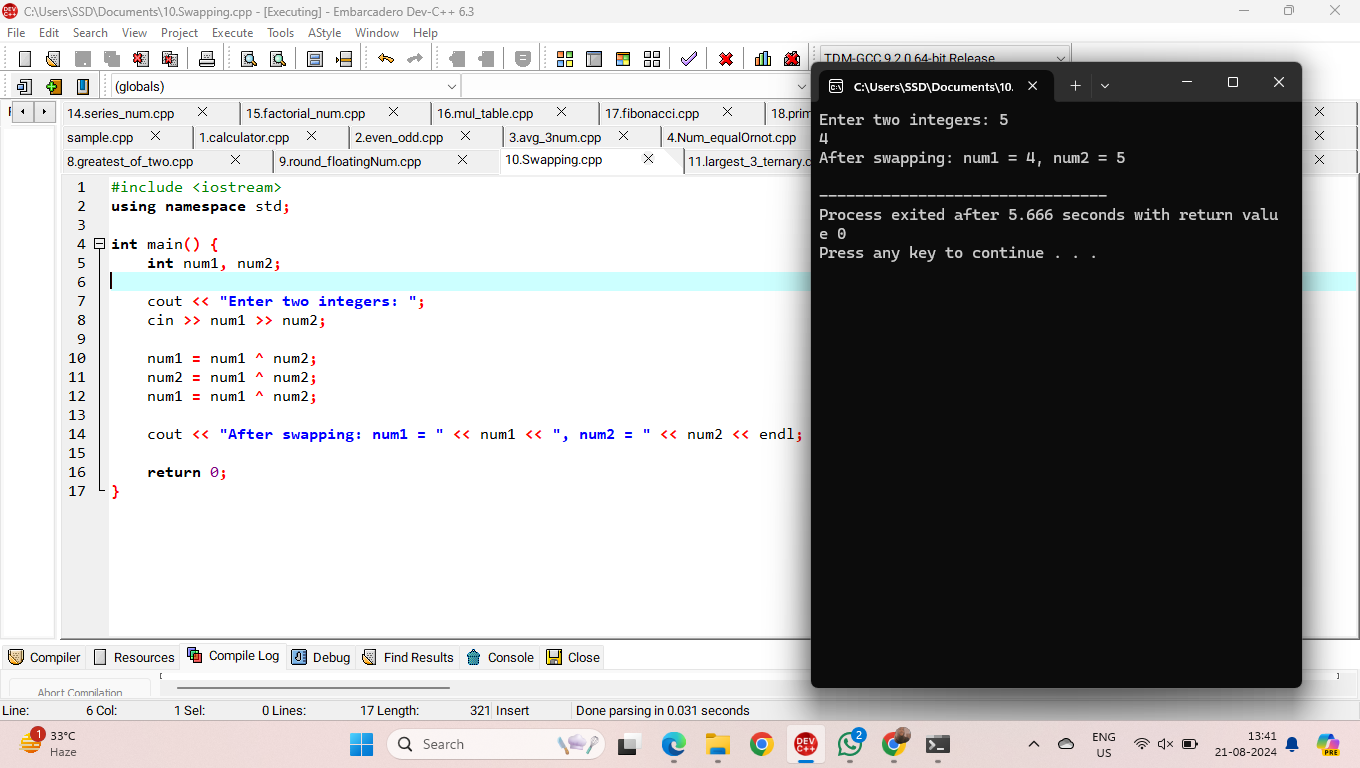 C:\Users\SSD\Documents\10.Swapping.cpp - [Executing] - Embarcadero Dev-C++ 6.3
File Edit Search View Project Execute Tools AStyle Window Help
TDM-GCC 9.2.0 64-bit Release
(globals)
14.series_num.cpp 15.factorial_num.cpp 16.mul_table.cpp 17.fibonacci.cpp 18.prim
sample.cpp 1.calculator.cpp 2.even_odd.cpp 3.avg_3num.cpp 4.Num_equalOrnot.cpp
8.greatest_of_two.cpp 9.round_floatingNum.cpp 10.Swapping.cpp 11.largest_3_ternary.c
1 #include <iostream>
2 using namespace std;
3
4 int main() {
5 int num1, num2;
6
7 cout << "Enter two integers: ";
8 cin >> num1 >> num2;
9
10 num1 = num1 ^ num2;
11 num2 = num1 ^ num2;
12 num1 = num1 ^ num2;
13
14 cout << "After swapping: num1 = " << num1 << ", num2 = " << num2 << endl;
15
16 return 0;
17 }
C:\Users\SSD\Documents\10.
Enter two integers: 5
4
After swapping: num1 = 4, num2 = 5
--------------------------------
Process exited after 5.666 seconds with return valu
e 0
Press any key to continue . . .
Compiler Resources Compile Log Debug Find Results Console Close
Abort Compilation
Line: 6 Col: 1 Sel: 0 Lines: 17 Length: 321 Insert Done parsing in 0.031 seconds
1
33°C
Haze
Search
DEV C++
2
ENG
US
13:41
21-08-2024
PRE